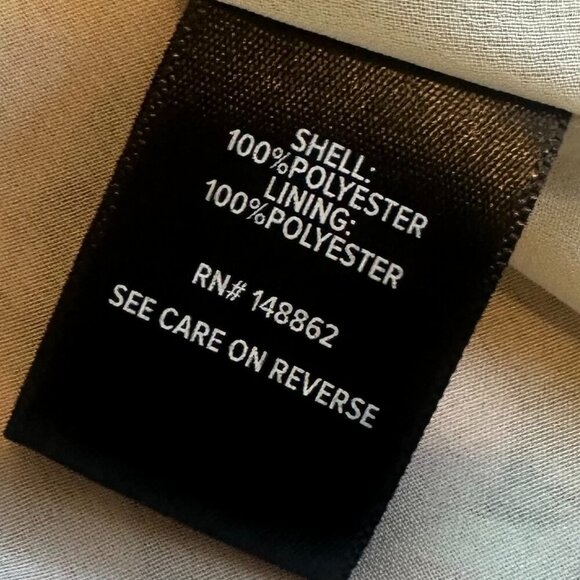 SHELL:
100%POLYESTER
LINING:
100%POLYESTER
RN# 148862
SEE CARE ON REVERSE